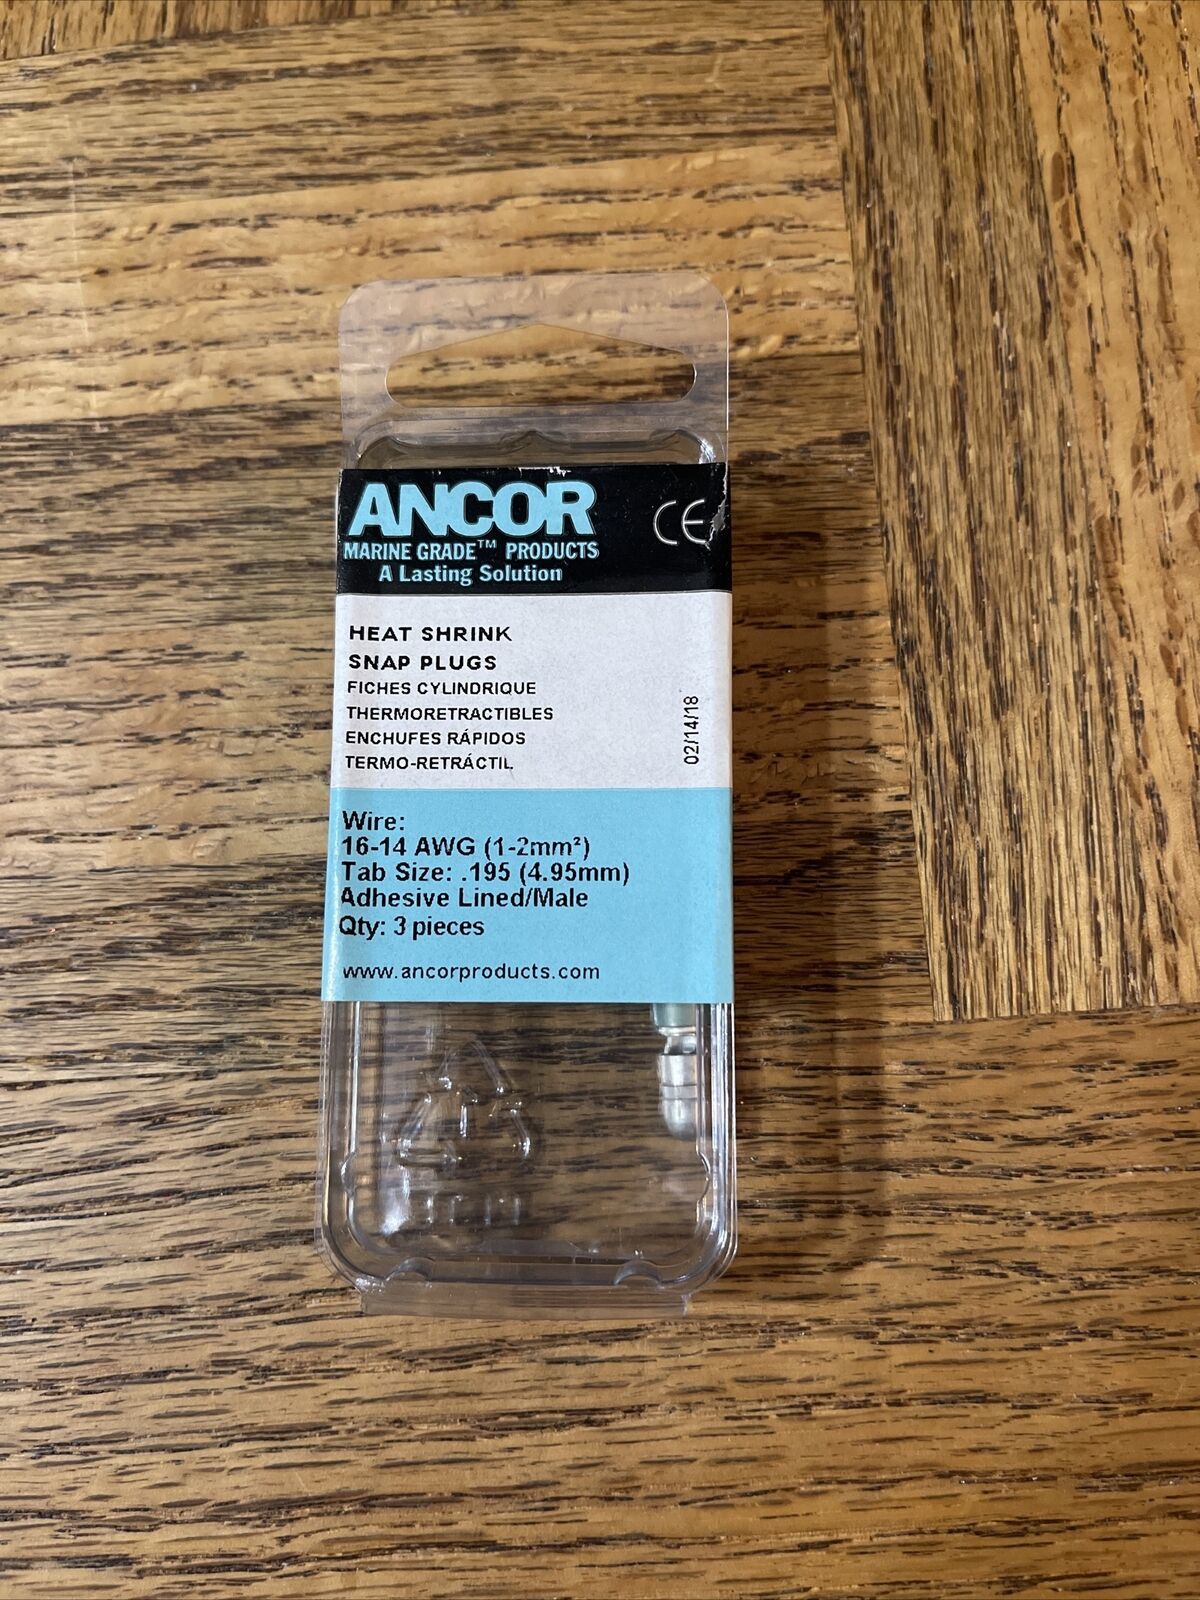 ANCOR
CE
MARINE GRADE™ PRODUCTS
A Lasting Solution
HEAT SHRINK
SNAP PLUGS
FICHES CYLINDRIQUE
THERMORETRACTIBLES
ENCHUFES RÁPIDOS
TERMO-RETRÁCTIL
02/14/18
Wire:
16-14 AWG (1-2mm²)
Tab Size: .195 (4.95mm)
Adhesive Lined/Male
Qty: 3 pieces
www.ancorproducts.com